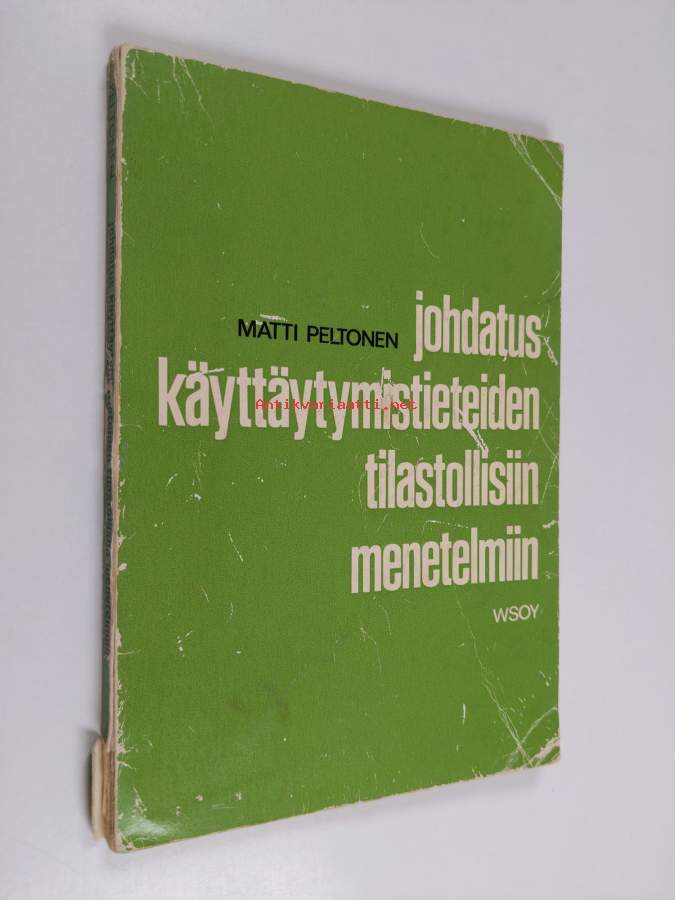 MATTI PELTONEN johdatus
käyttäytymistieteiden
Antikvariaatti.net
tilastollisiin
menetelmiin
WSOY